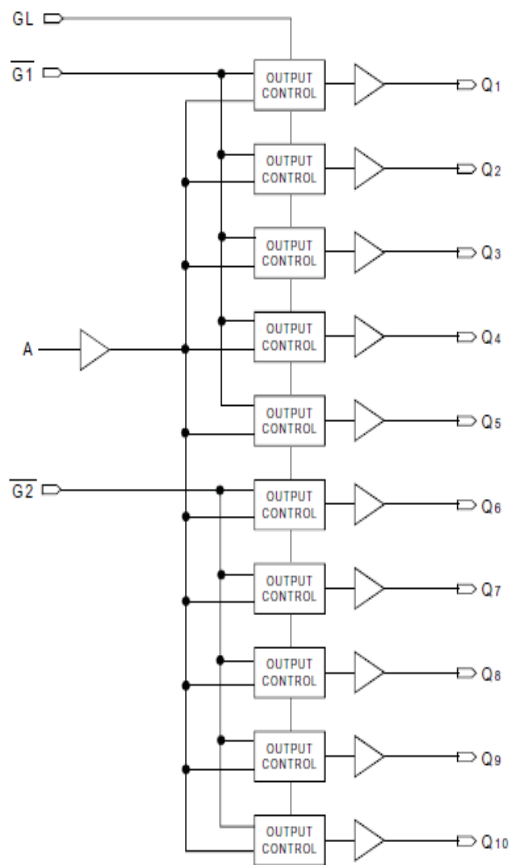 GL
G1
OUTPUT
CONTROL
Q1
OUTPUT
CONTROL
Q2
OUTPUT
CONTROL
Q3
OUTPUT
CONTROL
Q4
A
OUTPUT
CONTROL
Q5
G2
OUTPUT
CONTROL
Q6
OUTPUT
CONTROL
Q7
OUTPUT
CONTROL
Q8
OUTPUT
CONTROL
Q9
OUTPUT
CONTROL
Q10